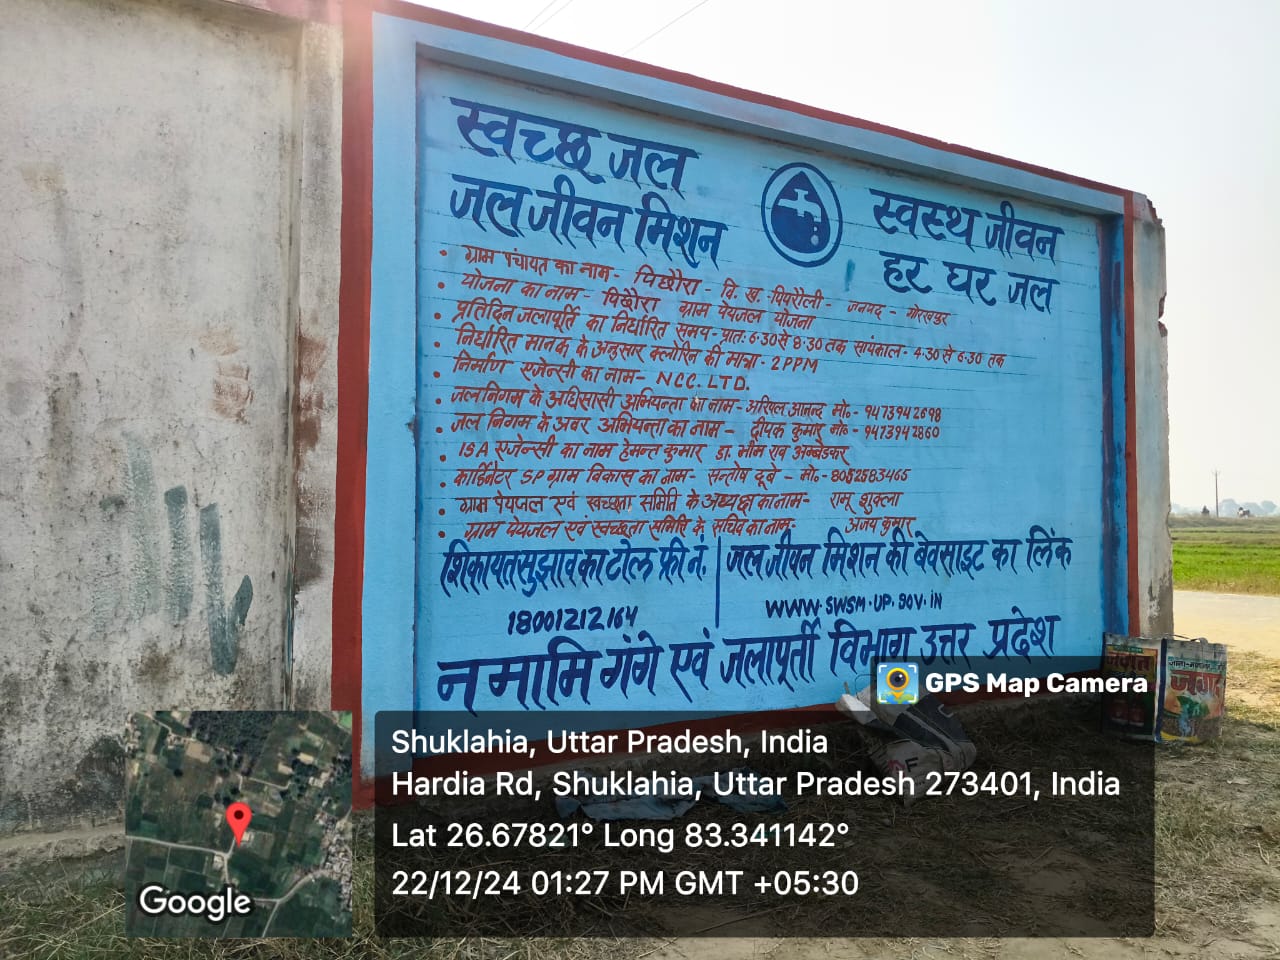 स्वच्छ जल
स्वस्थ जीवन
जल जीवन मिशन
हर घर जल
• ग्राम पंचायत का नाम - पिछौरा - वि. ख. - पिपरौली - जनपद - गोरखपुर
• योजना का नाम - पिछौरा ग्राम पेयजल योजना
• प्रतिदिन जलापूर्ति का निर्धारित समय - प्रातः 6.30 से 8.30 तक सायंकाल - 4.30 से 6.30 तक
• निर्धारित मानक के अनुसार क्लोरिन की मात्रा - 2 PPM
• निर्माण एजेन्सी का नाम - NCC. LTD.
• जल निगम के अधिसासी अभियन्ता का नाम - आनन्द मो० - 9473942698
• जल निगम के अवर अभियन्ता का नाम - दीपक कुमार मो० - 9473942860
• ISA एजेन्सी का नाम हेमन्त कुमार डा. भीम राव अम्बेडकर
• कार्डिनेटर SP ग्राम विकास का नाम - सन्तोष दूबे - मो. - 8052583465
• ग्राम पेयजल एवं स्वच्छता समिति के अध्यक्ष का नाम - रामू शुक्ला
• ग्राम पेयजल एवं स्वच्छता समिति के सचिव का नाम - अजय कुमार
शिकायत सुझाव का टोल फ्री नं.
18001212164
जल जीवन मिशन की बेवसाइट का लिंक
WWW.SWSM.UP.GOV.IN
नमामि गंगे एवं जलापूर्ती विभाग उत्तर प्रदेश
GPS Map Camera
Shuklahia, Uttar Pradesh, India
Hardia Rd, Shuklahia, Uttar Pradesh 273401, India
Lat 26.67821° Long 83.341142°
22/12/24 01:27 PM GMT +05:30
Google